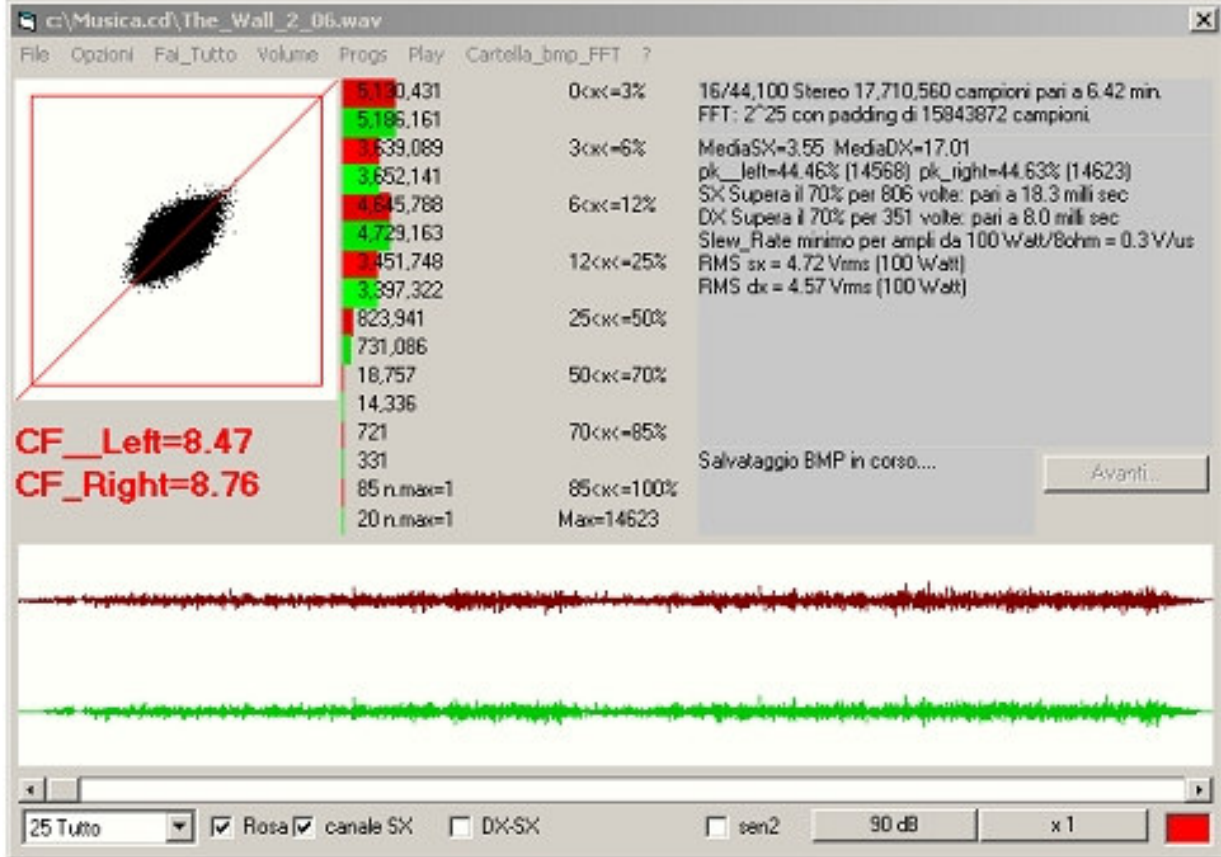 c:\Musica.cd\The_Wall_2_06.wav
File Opzioni Fai_Tutto Volume Progs Play Cartella_bmp_FFT ?
5,130,431 0<x<=3%
5,186,161
3,639,089 3<x<=6%
3,652,141
4,645,788 6<x<=12%
4,729,163
3,451,748 12<x<=25%
3,397,322
823,941 25<x<=50%
731,086
18,757 50<x<=70%
14,336
721 70<x<=85%
331
85 n.max=1 85<x<=100%
20 n.max=1 Max=14623
16/44,100 Stereo 17,710,560 campioni pari a 6.42 min.
FFT: 2^25 con padding di 15843872 campioni.
MediaSX=3.55 MediaDX=17.01
pk__left=44.46% (14568) pk_right=44.63% (14623)
SX Supera il 70% per 806 volte: pari a 18.3 milli sec
DX Supera il 70% per 351 volte: pari a 8.0 milli sec
Slew_Rate minimo per ampli da 100 Watt/8ohm = 0.3 V/us
RMS sx = 4.72 Vrms (100 Watt)
RMS dx = 4.57 Vrms (100 Watt)
CF__Left=8.47
CF_Right=8.76
Salvataggio BMP in corso....
Avanti...
25 Tutto Rosa canale SX DX-SX sen2 90 dB x 1